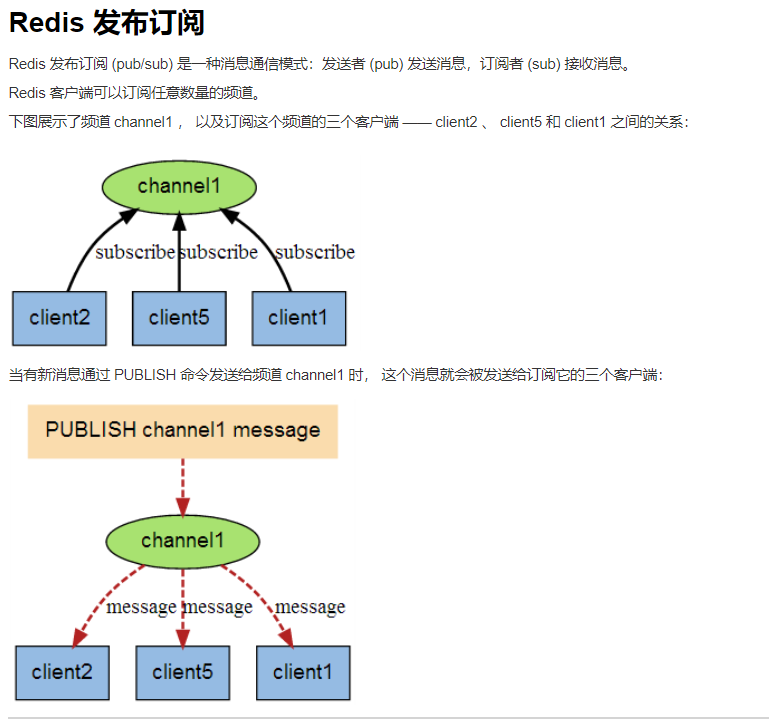 Redis 发布订阅
Redis 发布订阅 (pub/sub) 是一种消息通信模式：发送者 (pub) 发送消息，订阅者 (sub) 接收消息。
Redis 客户端可以订阅任意数量的频道。
下图展示了频道 channel1 ， 以及订阅这个频道的三个客户端 —— client2 、 client5 和 client1 之间的关系：
channel1
subscribe subscribe subscribe
client2 client5 client1
当有新消息通过 PUBLISH 命令发送给频道 channel1 时， 这个消息就会被发送给订阅它的三个客户端：
PUBLISH channel1 message
channel1
message message message
client2 client5 client1